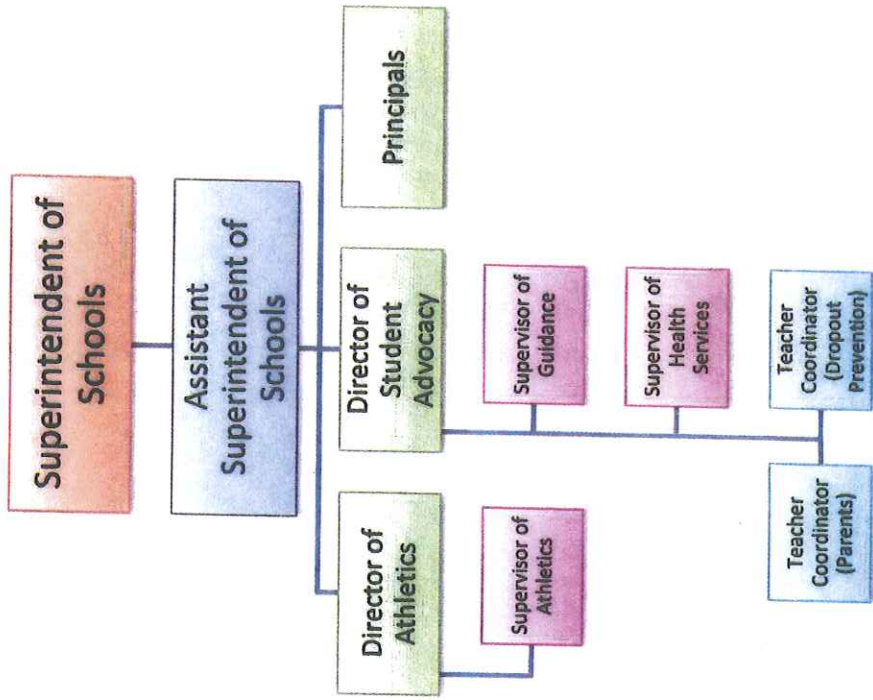 Superintendent of
Schools
Assistant
Superintendent of
Schools
Director of
Athletics
Director of
Student
Advocacy
Principals
Supervisor of
Athletics
Supervisor of
Guidance
Supervisor of
Health
Services
Teacher
Coordinator
(Parents)
Teacher
Coordinator
(Dropout
Prevention)